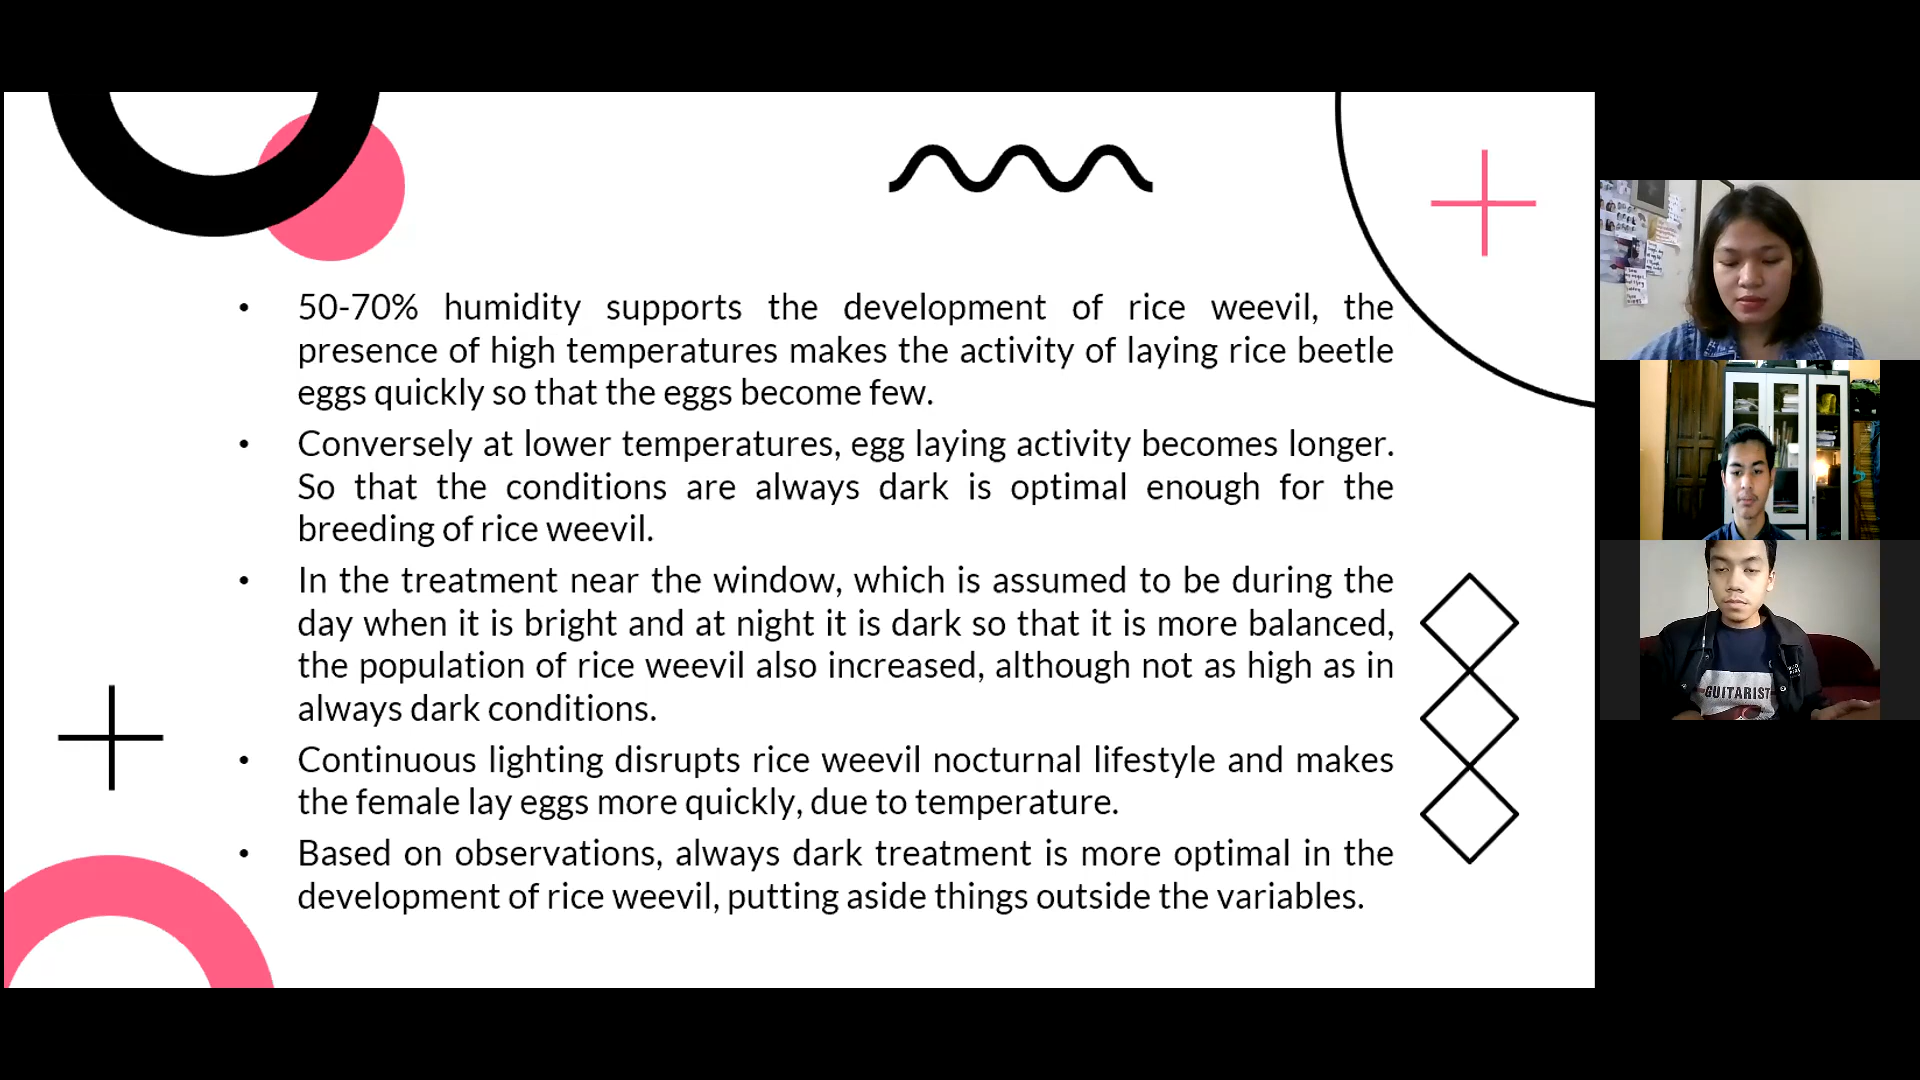 • 50-70% humidity supports the development of rice weevil, the
presence of high temperatures makes the activity of laying rice beetle
eggs quickly so that the eggs become few.
• Conversely at lower temperatures, egg laying activity becomes longer.
So that the conditions are always dark is optimal enough for the
breeding of rice weevil.
• In the treatment near the window, which is assumed to be during the
day when it is bright and at night it is dark so that it is more balanced,
the population of rice weevil also increased, although not as high as in
always dark conditions.
• Continuous lighting disrupts rice weevil nocturnal lifestyle and makes
the female lay eggs more quickly, due to temperature.
• Based on observations, always dark treatment is more optimal in the
development of rice weevil, putting aside things outside the variables.
GUITARIST